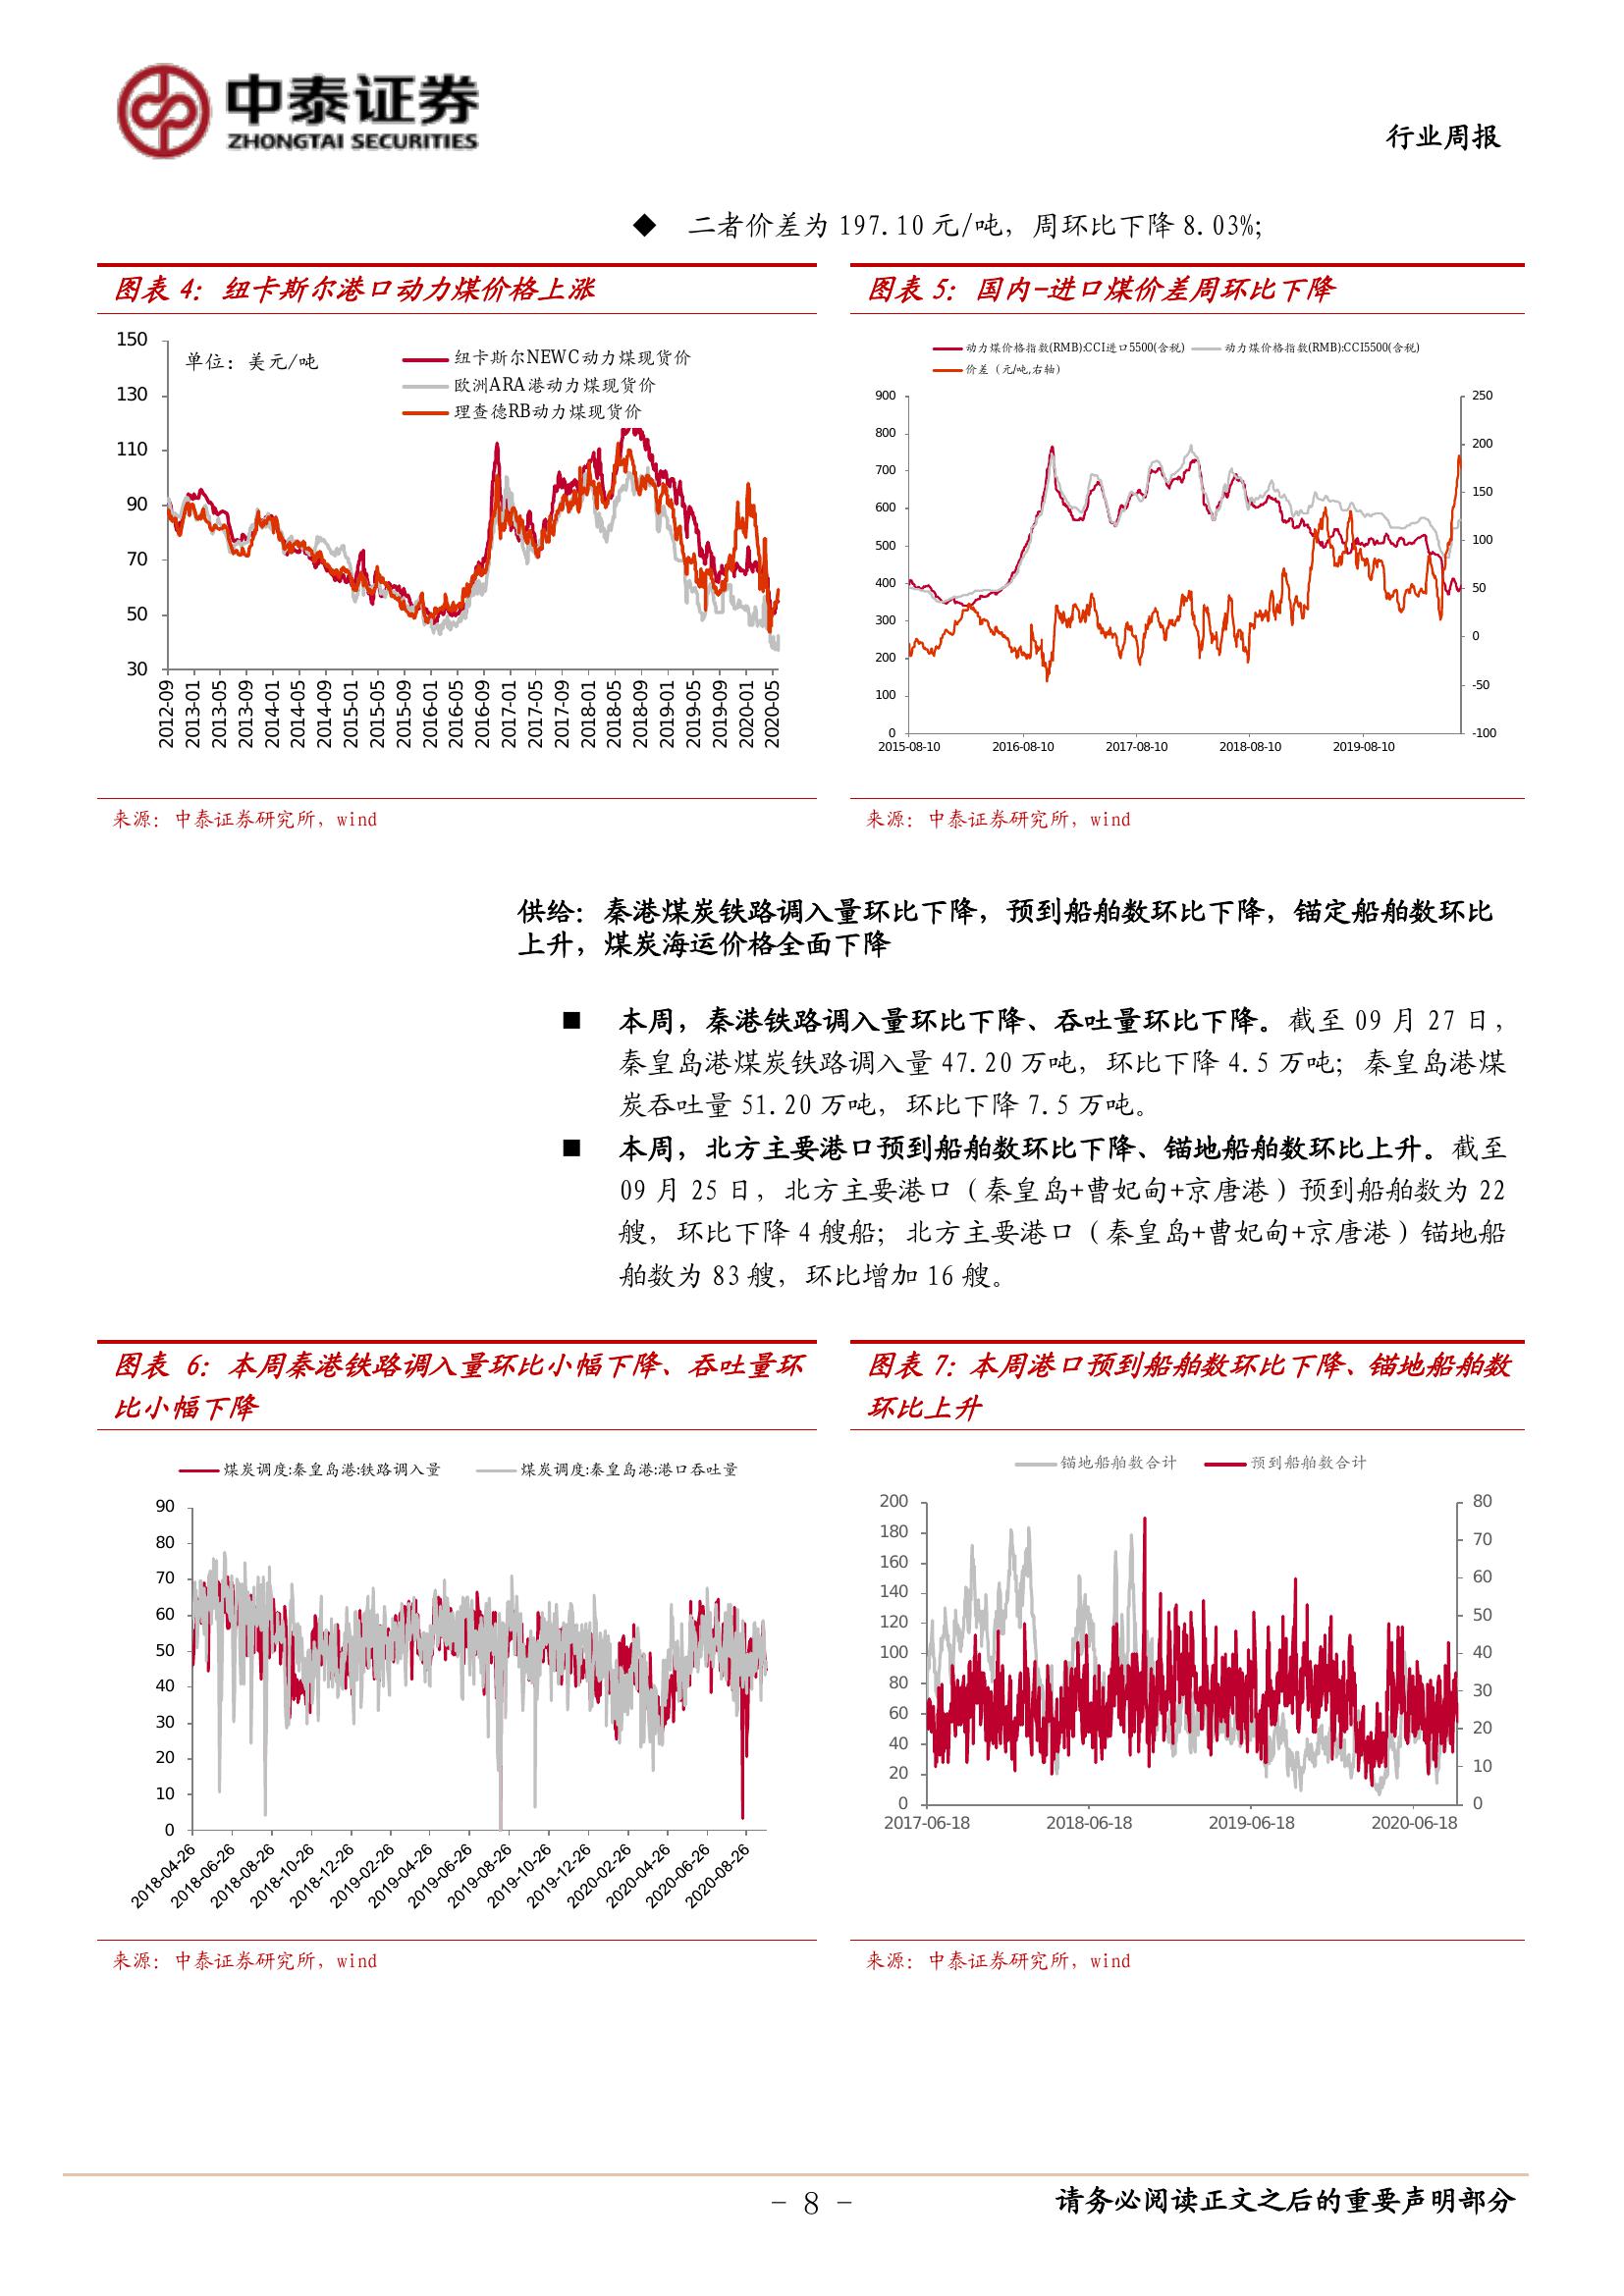 中泰证券
ZHONGTAI SECURITIES
行业周报
◆ 二者价差为 197.10 元/吨，周环比下降 8.03%;
图表 4：纽卡斯尔港口动力煤价格上涨
150
130
110
90
70
50
30
单位：美元/吨
纽卡斯尔NEWC动力煤现货价
欧洲ARA港动力煤现货价
理查德RB动力煤现货价
2012-09
2013-01
2013-05
2013-09
2014-01
2014-05
2014-09
2015-01
2015-05
2015-09
2016-01
2016-05
2016-09
2017-01
2017-05
2017-09
2018-01
2018-05
2018-09
2019-01
2019-05
2019-09
2020-01
2020-05
来源：中泰证券研究所，wind
图表 5：国内-进口煤价差周环比下降
动力煤价格指数(RMB):CCI进口5500(含税)
动力煤价格指数(RMB):CCI5500(含税)
价差（元/吨,右轴）
900
800
700
600
500
400
300
200
100
0
250
200
150
100
50
0
-50
-100
2015-08-10
2016-08-10
2017-08-10
2018-08-10
2019-08-10
来源：中泰证券研究所，wind
供给：秦港煤炭铁路调入量环比下降，预到船舶数环比下降，锚定船舶数环比
上升，煤炭海运价格全面下降
■ 本周，秦港铁路调入量环比下降、吞吐量环比下降。截至 09 月 27 日，
秦皇岛港煤炭铁路调入量 47.20 万吨，环比下降 4.5 万吨；秦皇岛港煤
炭吞吐量 51.20 万吨，环比下降 7.5 万吨。
■ 本周，北方主要港口预到船舶数环比下降、锚地船舶数环比上升。截至
09 月 25 日，北方主要港口（秦皇岛+曹妃甸+京唐港）预到船舶数为 22
艘，环比下降 4 艘船；北方主要港口（秦皇岛+曹妃甸+京唐港）锚地船
舶数为 83 艘，环比增加 16 艘。
图表 6：本周秦港铁路调入量环比小幅下降、吞吐量环
比小幅下降
煤炭调度:秦皇岛港:铁路调入量
煤炭调度:秦皇岛港:港口吞吐量
90
80
70
60
50
40
30
20
10
0
2018-04-26
2018-06-26
2018-08-26
2018-10-26
2018-12-26
2019-02-26
2019-04-26
2019-06-26
2019-08-26
2019-10-26
2019-12-26
2020-02-26
2020-04-26
2020-06-26
2020-08-26
来源：中泰证券研究所，wind
图表 7：本周港口预到船舶数环比下降、锚地船舶数
环比上升
锚地船舶数合计
预到船舶数合计
200
180
160
140
120
100
80
60
40
20
0
80
70
60
50
40
30
20
10
0
2017-06-18
2018-06-18
2019-06-18
2020-06-18
来源：中泰证券研究所，wind
- 8 -
请务必阅读正文之后的重要声明部分